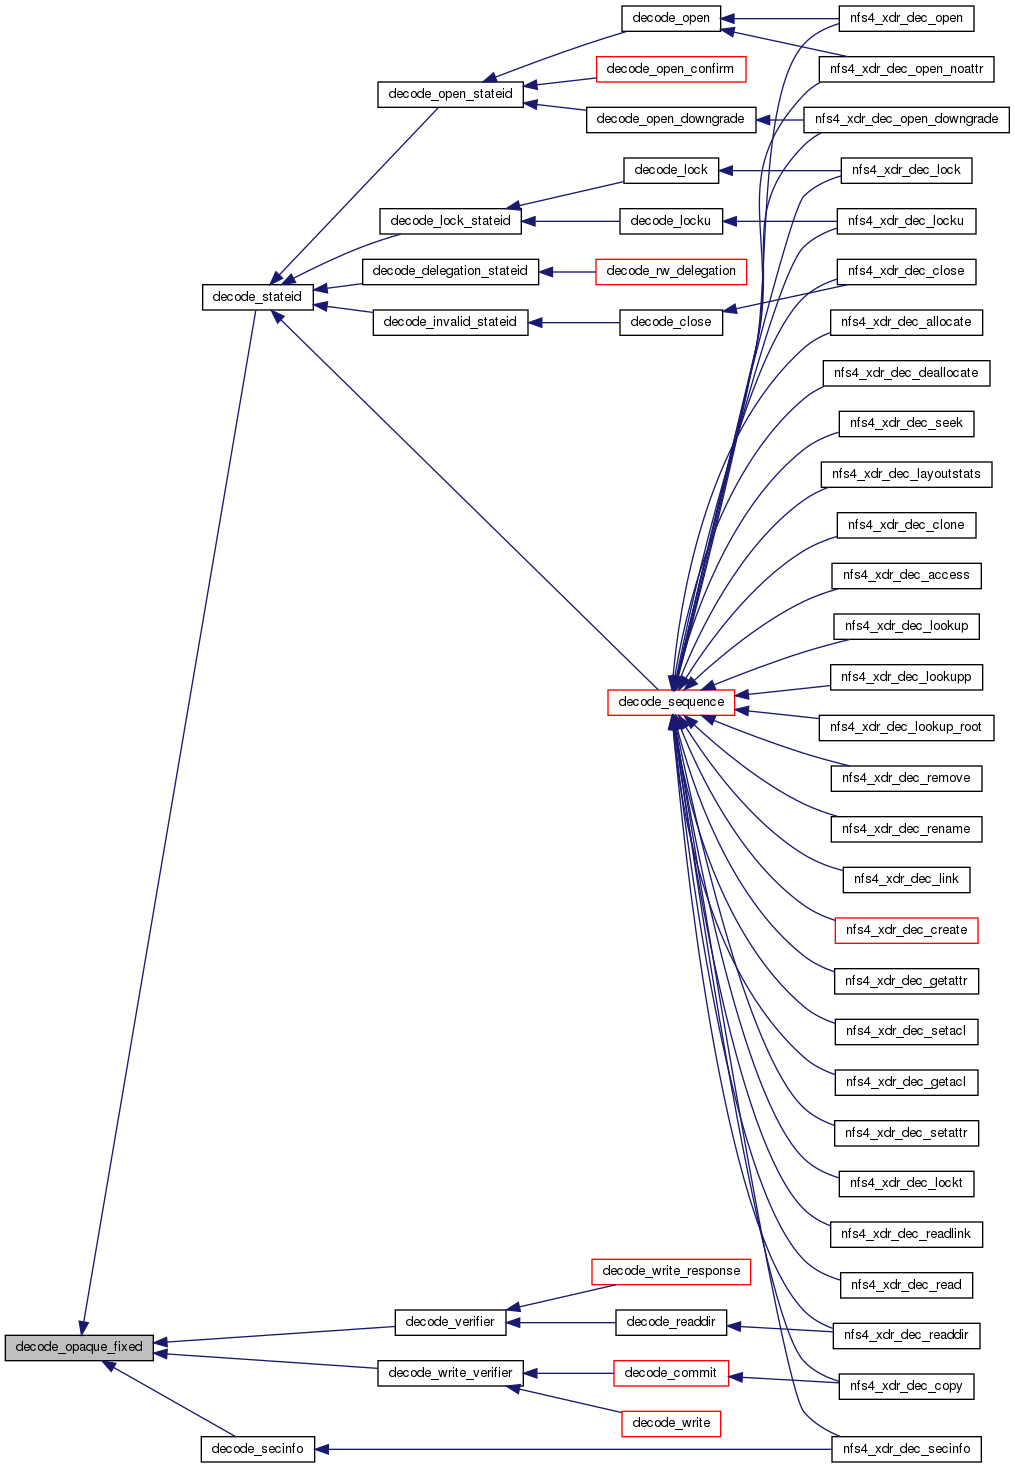 decode_open
nfs4_xdr_dec_open
decode_open_confirm
nfs4_xdr_dec_open_noattr
decode_open_stateid
decode_open_downgrade
nfs4_xdr_dec_open_downgrade
decode_lock
nfs4_xdr_dec_lock
decode_lock_stateid
decode_locku
nfs4_xdr_dec_locku
decode_delegation_stateid
decode_rw_delegation
nfs4_xdr_dec_close
decode_stateid
decode_invalid_stateid
decode_close
nfs4_xdr_dec_allocate
nfs4_xdr_dec_deallocate
nfs4_xdr_dec_seek
nfs4_xdr_dec_layoutstats
nfs4_xdr_dec_clone
nfs4_xdr_dec_access
nfs4_xdr_dec_lookup
nfs4_xdr_dec_lookupp
decode_sequence
nfs4_xdr_dec_lookup_root
nfs4_xdr_dec_remove
nfs4_xdr_dec_rename
nfs4_xdr_dec_link
nfs4_xdr_dec_create
nfs4_xdr_dec_getattr
nfs4_xdr_dec_setacl
nfs4_xdr_dec_getacl
nfs4_xdr_dec_setattr
nfs4_xdr_dec_lockt
nfs4_xdr_dec_readlink
decode_write_response
nfs4_xdr_dec_read
decode_verifier
decode_readdir
nfs4_xdr_dec_readdir
decode_opaque_fixed
decode_write_verifier
decode_commit
nfs4_xdr_dec_copy
decode_write
decode_secinfo
nfs4_xdr_dec_secinfo